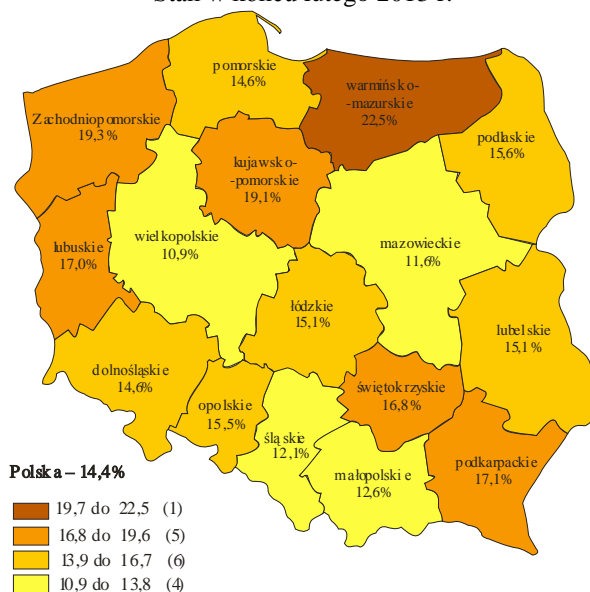 Stan w końcu lutego 2013 r.
pomorskie
14,6%
warmińsko-
-mazurskie
22,5%
Zachodniopomorskie
19,3%
podlaskie
15,6%
kujawsko-
-pomorskie
19,1%
wielkopolskie
10,9%
mazowieckie
11,6%
lubuskie
17,0%
łódzkie
15,1%
lubelskie
15,1%
dolnośląskie
14,6%
świętokrzyskie
16,8%
opolskie
15,5%
śląskie
12,1%
małopolskie
12,6%
podkarpackie
17,1%
Polska – 14,4%
19,7 do 22,5 (1)
16,8 do 19,6 (5)
13,9 do 16,7 (6)
10,9 do 13,8 (4)